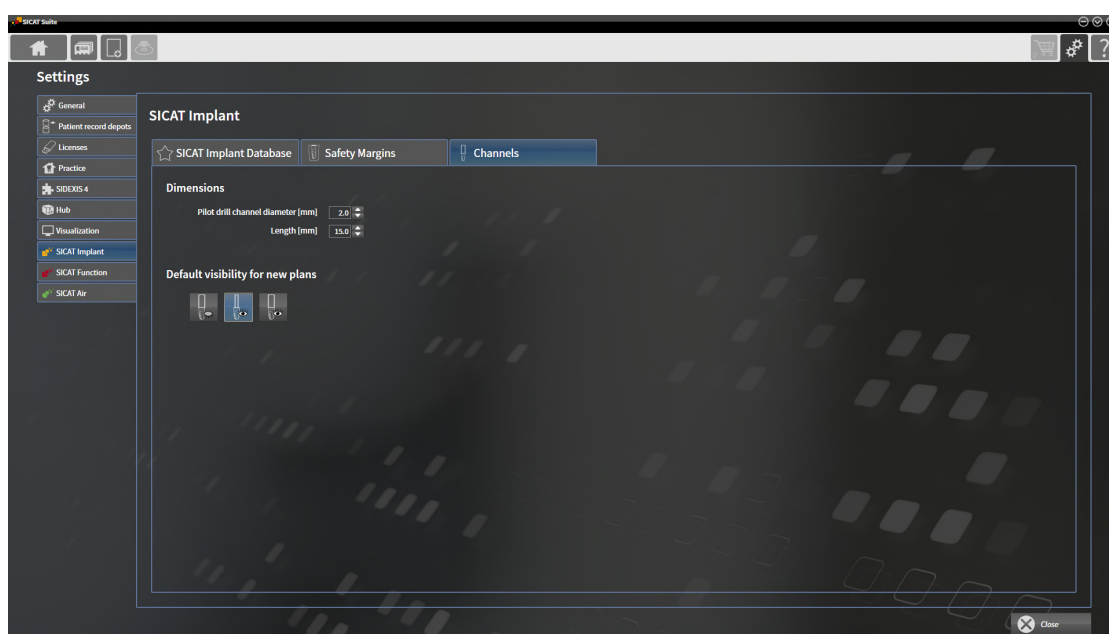 SICAT Suite
?
Settings
General
Patient record depots
Licenses
Practice
SIDEXIS 4
Hub
Visualization
SICAT Implant
SICAT Function
SICAT Air
SICAT Implant
SICAT Implant Database
Safety Margins
Channels
Dimensions
Pilot drill channel diameter [mm] 2.0
Length [mm] 15.0
Default visibility for new plans
Close